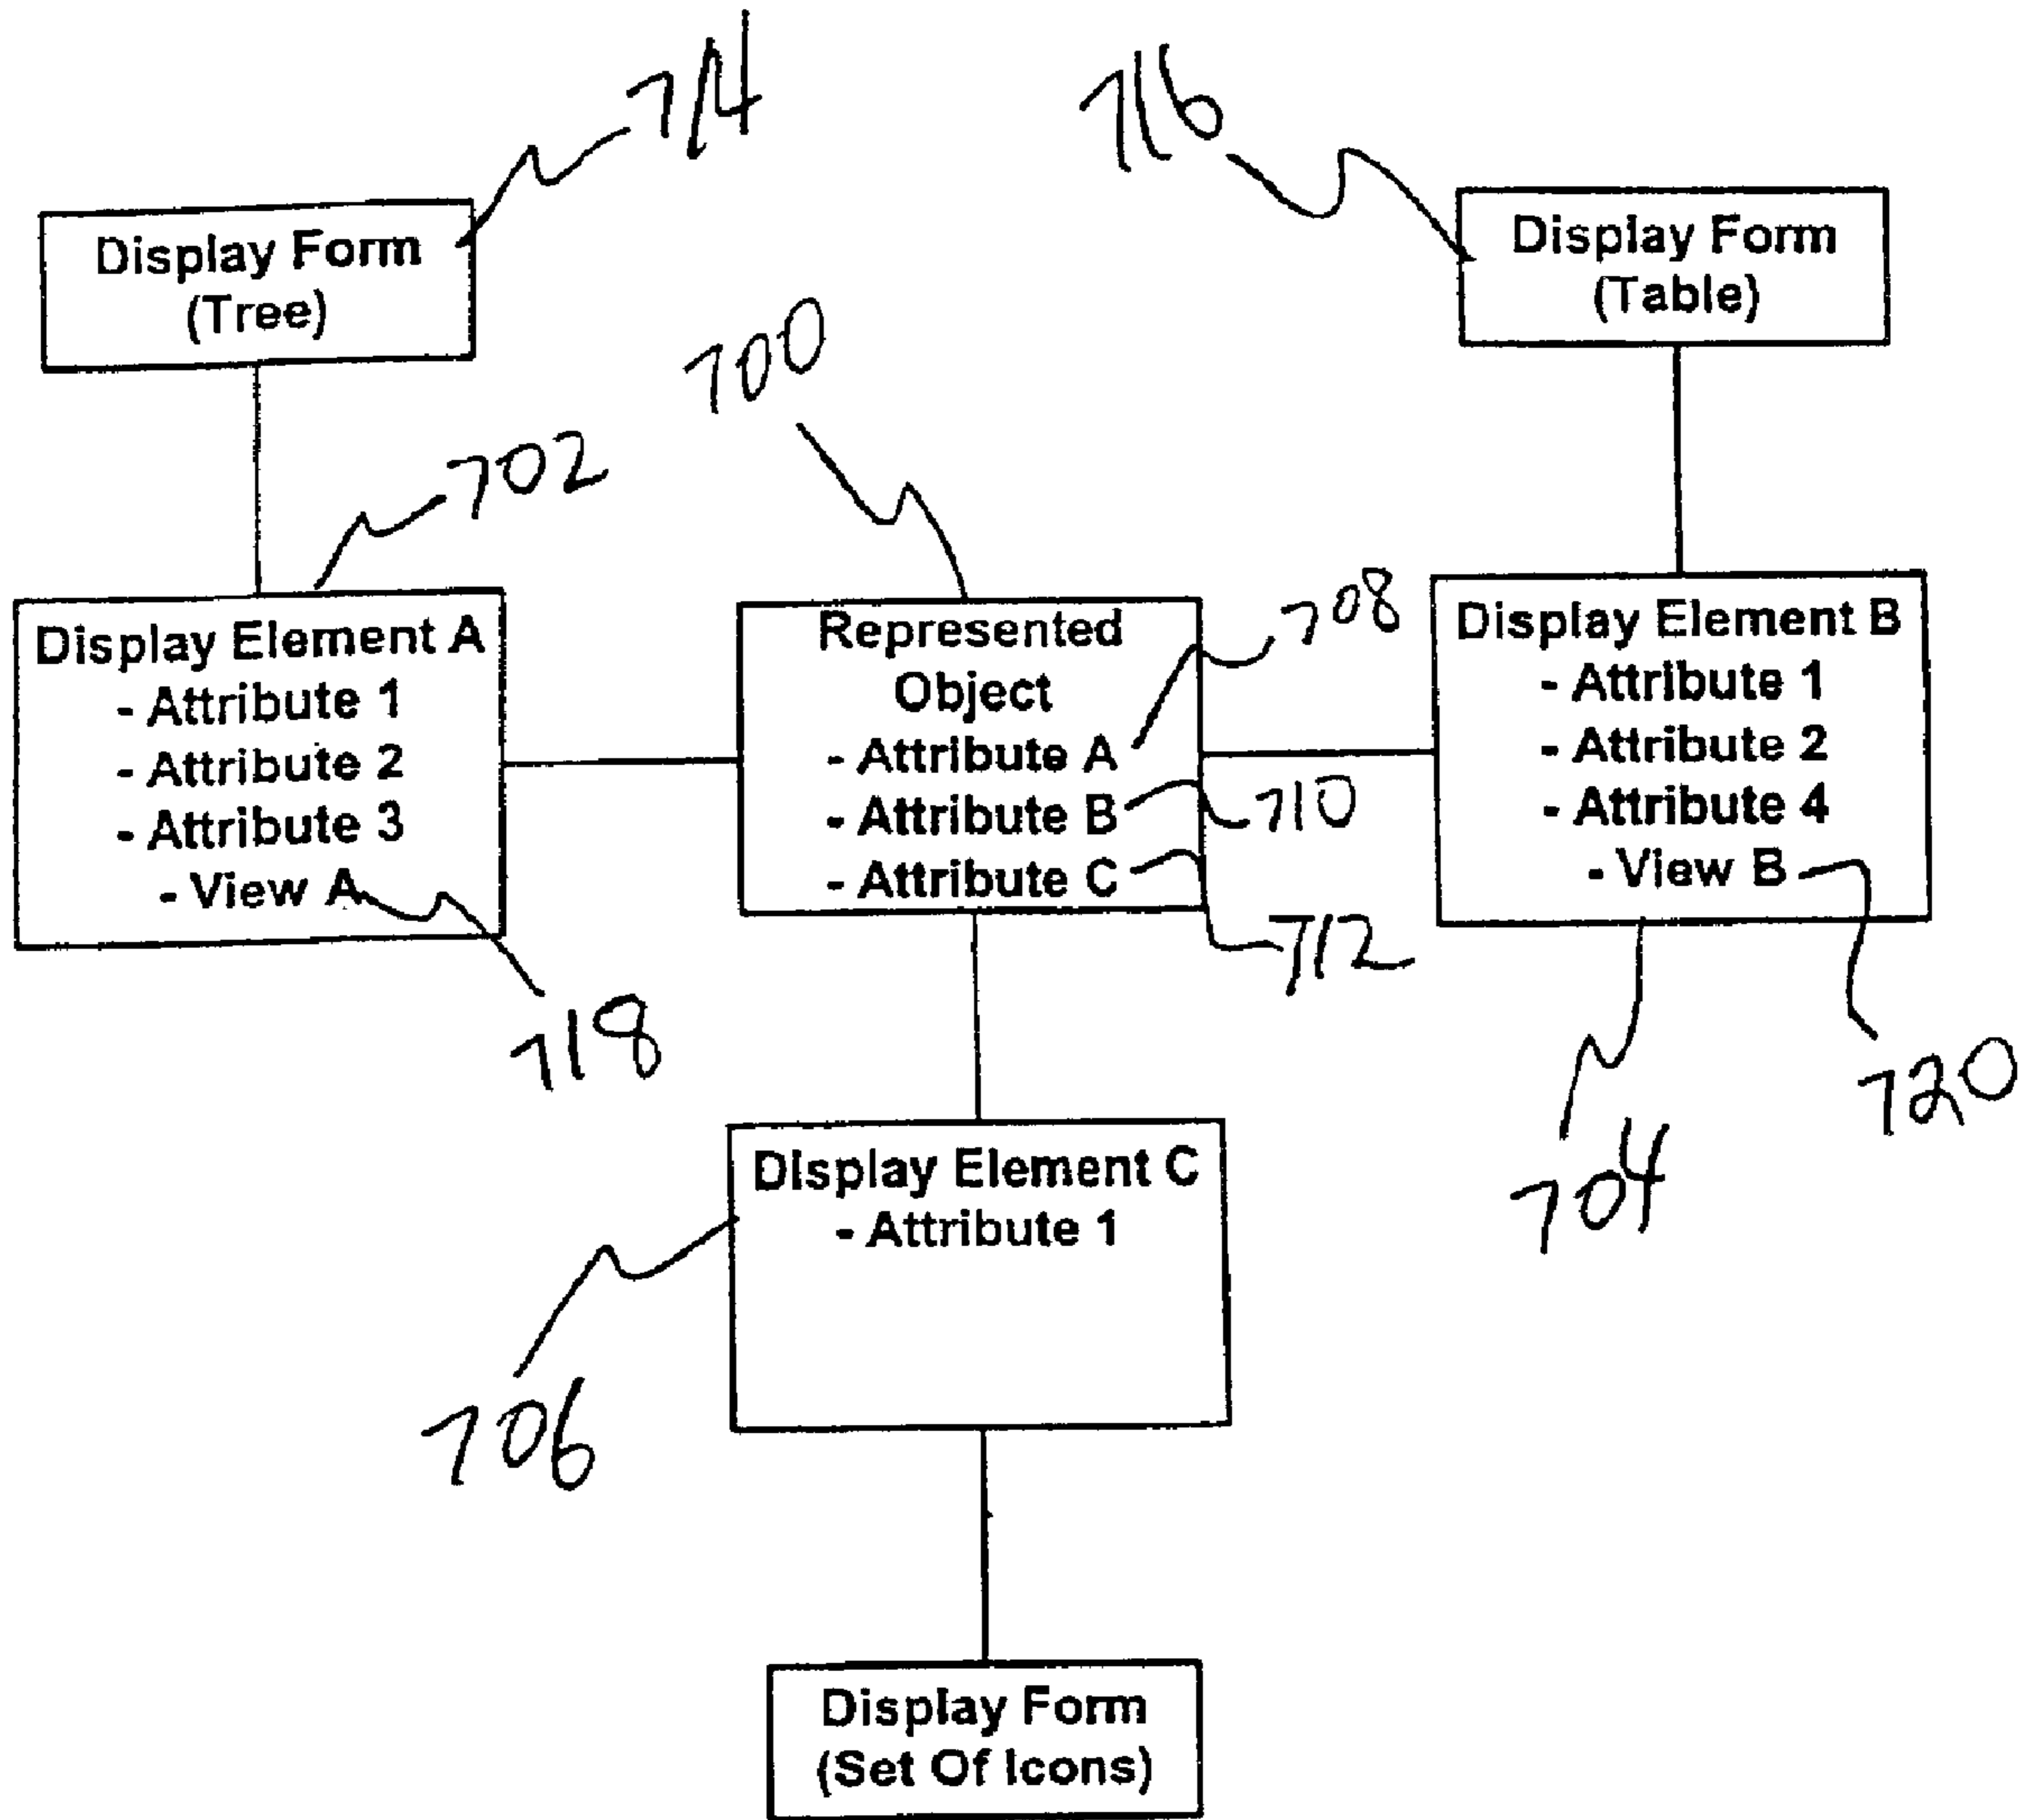 714
716
Display Form
(Tree)
Display Form
(Table)
700
702
Display Element A
- Attribute 1
- Attribute 2
- Attribute 3
- View A
718
Represented
Object
- Attribute A
- Attribute B
- Attribute C
708
710
712
Display Element B
- Attribute 1
- Attribute 2
- Attribute 4
- View B
720
704
Display Element C
- Attribute 1
706
Display Form
(Set Of Icons)